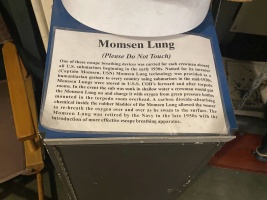 Momsen Lung
(Please Do Not Touch)
One of these escape breathing devices was carried for each crewman aboard
all U.S. submarines beginning in the early 1930s. Named for its inventor
(Captain Momsen, USN) Momsen Lung technology was provided as a
humanitarian gesture to every country using submarines in the mid-1930s.
Momsen Lungs were stored in U.S.S. COD's forward and after torpedo
rooms. In the event the sub was sunk in shallow water a crewman would put
the Momsen Lung on and charge it with oxygen from green pressure bottles
mounted in the torpedo room overhead. A carbon dioxide-absorbing
chemical inside the rubber bladder of the Momsen Lung allowed the wearer
to re-breath the oxygen over and over as he swam to the surface. The
Momsen Lung was retired by the Navy in the late 1950s with the
introduction of more effective escape breathing apparatus.